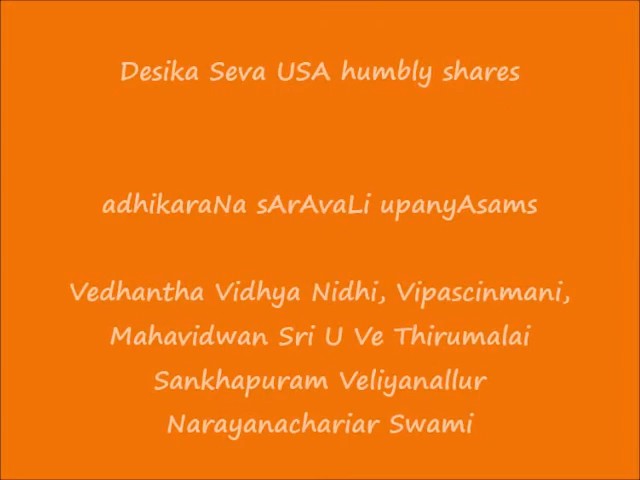 Desika Seva USA humbly shares
adhikaraNa sArAvaLi upanyAsams
Vedhantha Vidhya Nidhi, Vipascinmani,
Mahavidwan Sri U Ve Thirumalai
Sankhapuram Veliyanallur
Narayanachariar Swami